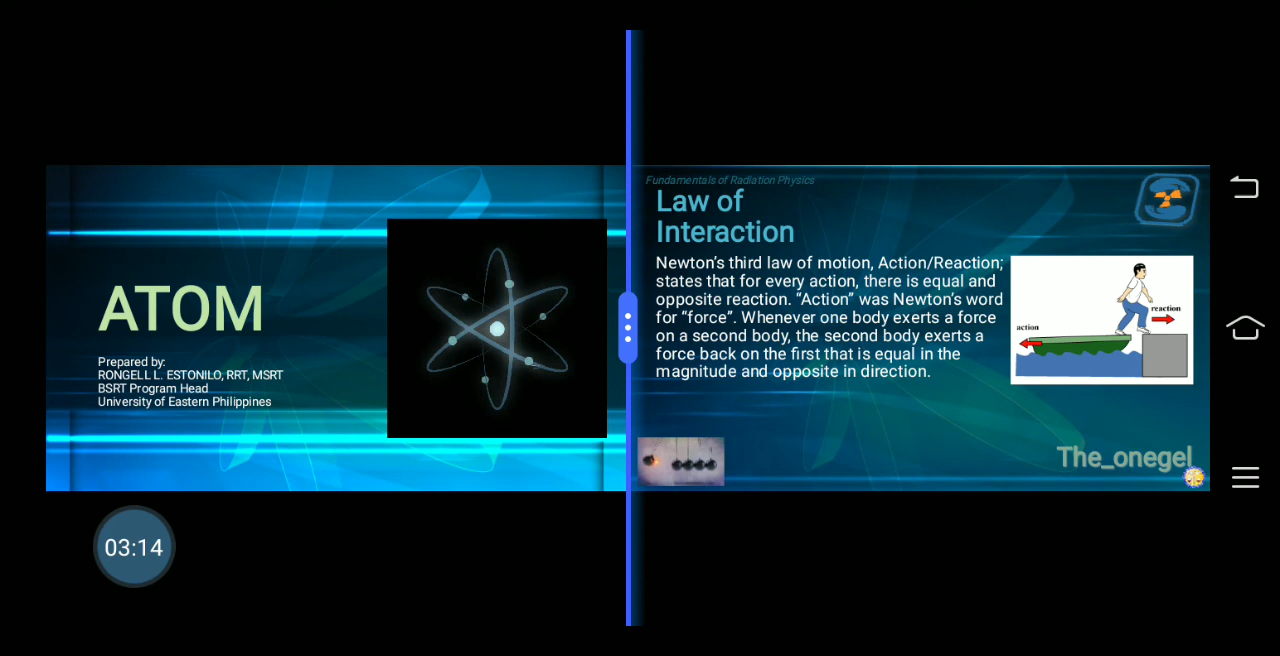 ATOM
Prepared by:
RONGELL L. ESTONILO, RRT, MSRT
BSRT Program Head
University of Eastern Philippines
03:14
Fundamentals of Radiation Physics
Law of
Interaction
Newton's third law of motion, Action/Reaction;
states that for every action, there is equal and
opposite reaction. “Action” was Newton's word
for “force”. Whenever one body exerts a force
on a second body, the second body exerts a
force back on the first that is equal in the
magnitude and opposite in direction.
reaction
action
The_onegel